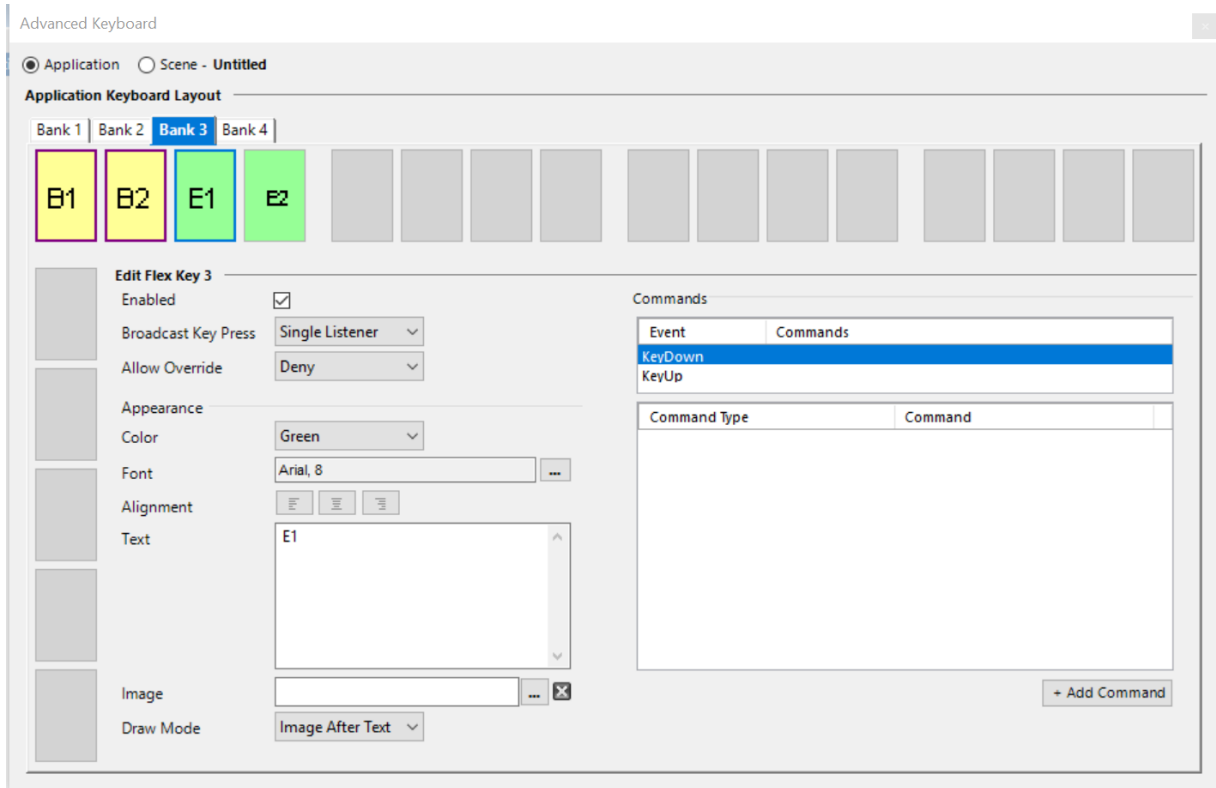 Advanced Keyboard
Application Scene - Untitled
Application Keyboard Layout
Bank 1 Bank 2 Bank 3 Bank 4
B1 B2 E1 E2
Edit Flex Key 3
Enabled
Broadcast Key Press Single Listener
Allow Override Deny
Appearance
Color Green
Font Arial, 8 ...
Alignment
Text E1
Image ...
Draw Mode Image After Text
Commands
Event Commands
KeyDown
KeyUp
Command Type Command
+ Add Command